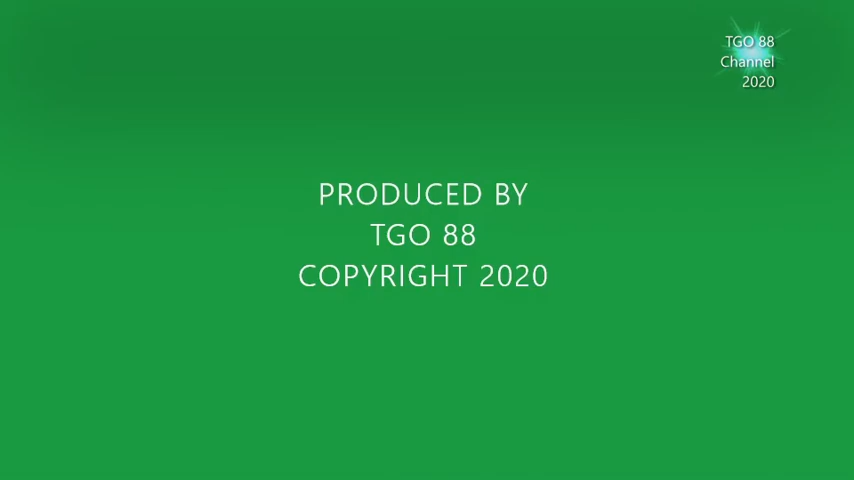 TGO 88
Channel
2020
PRODUCED BY
TGO 88
COPYRIGHT 2020